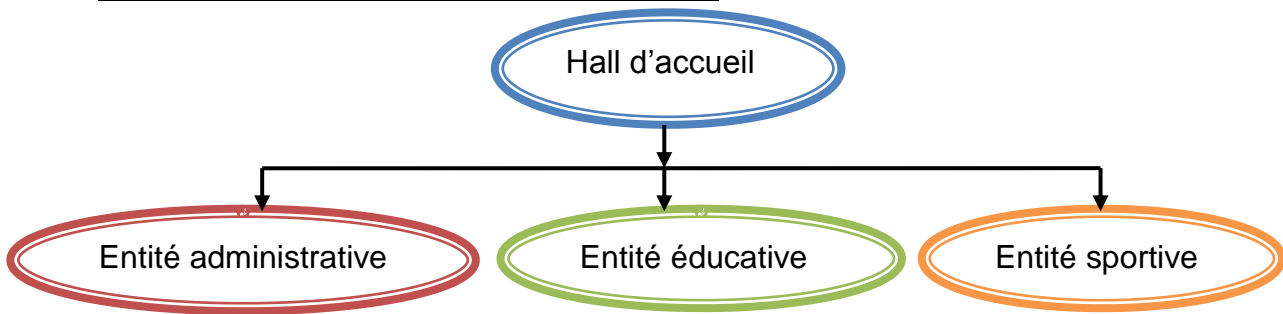 Hall d’accueil
Entité administrative
Entité éducative
Entité sportive